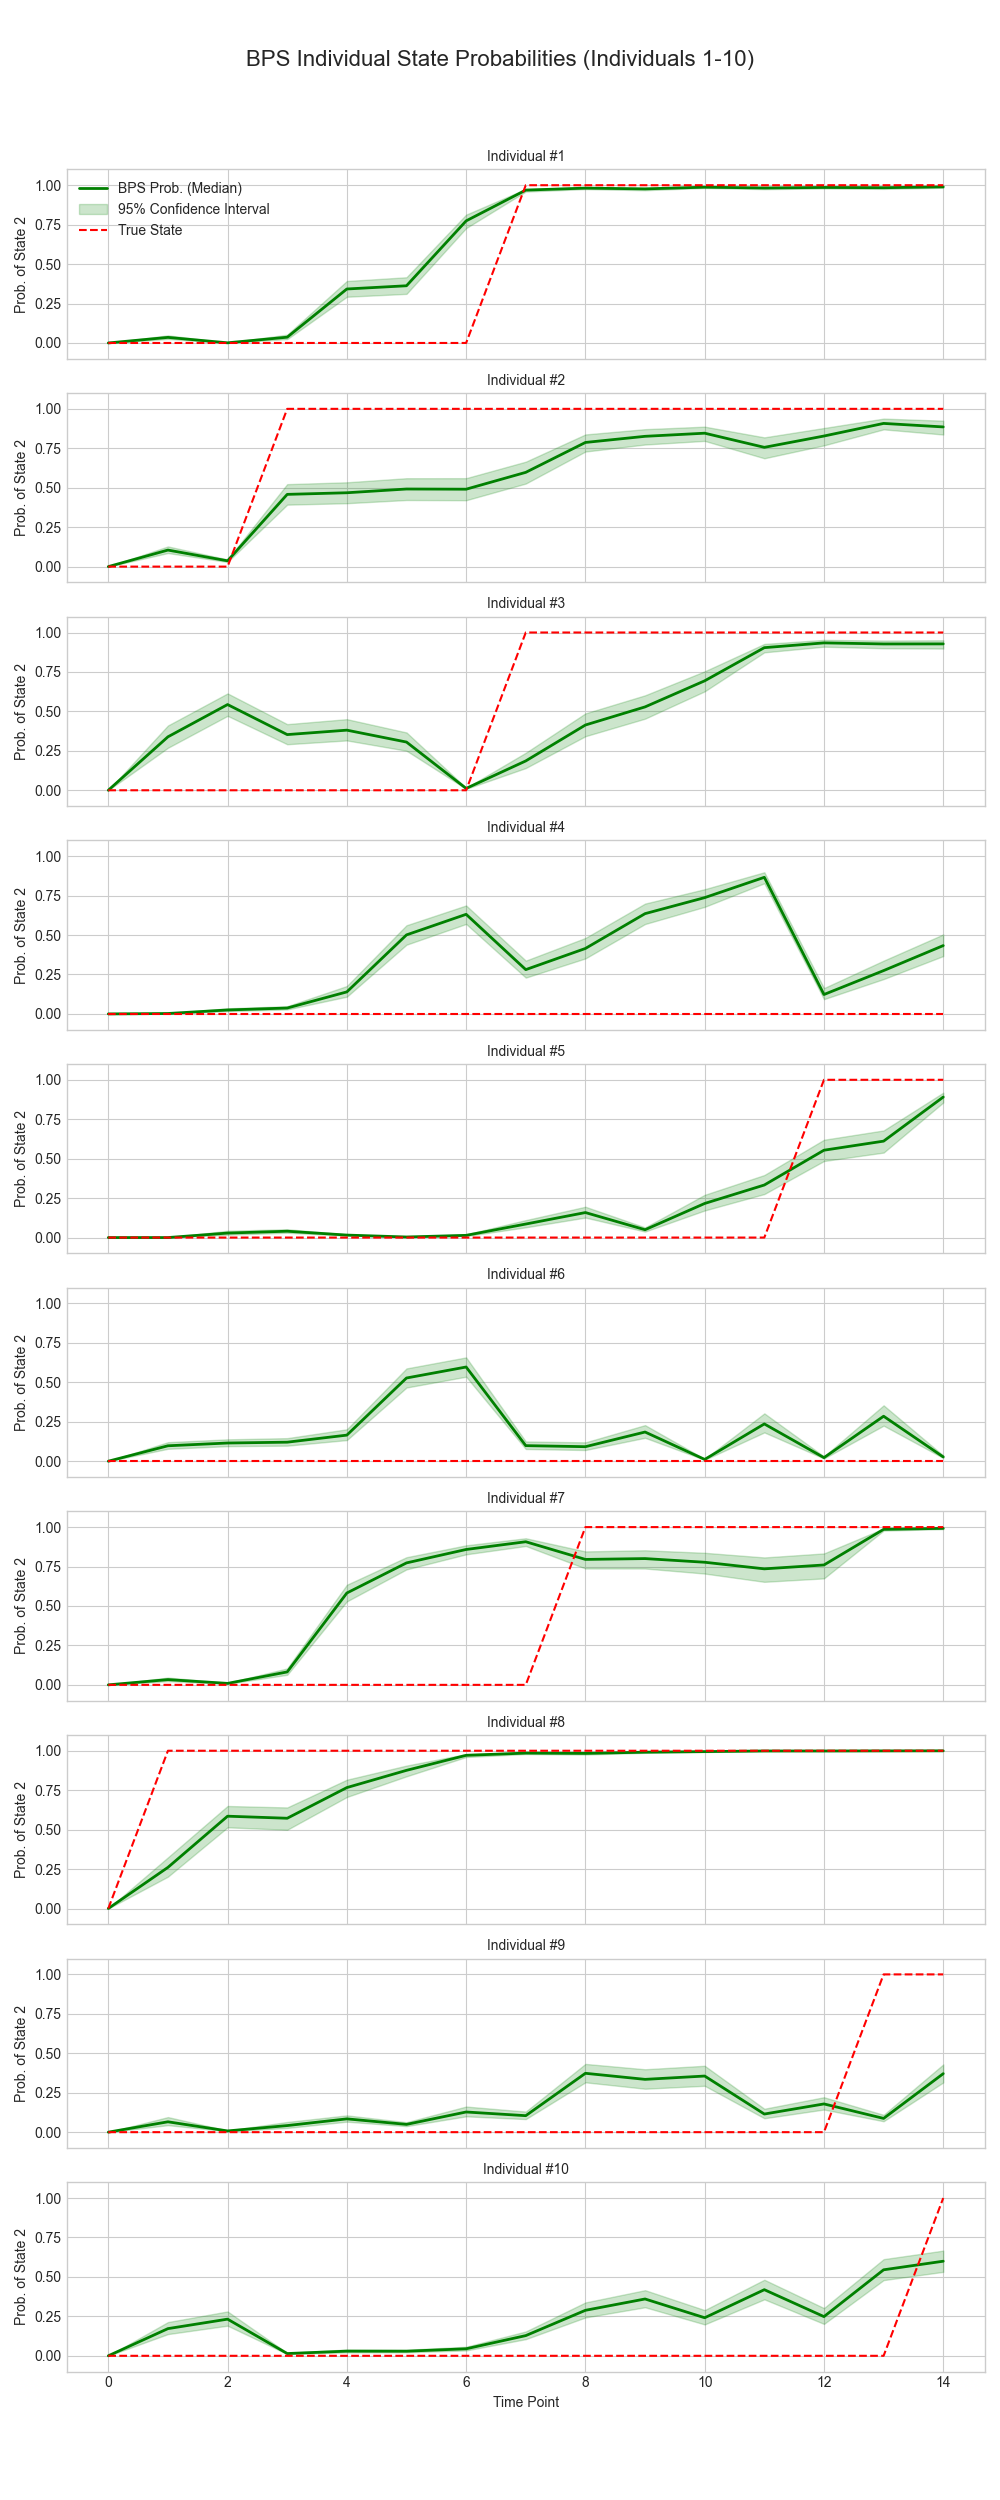 BPS Individual State Probabilities (Individuals 1-10)
Individual #1
BPS Prob. (Median)
95% Confidence Interval
True State
Prob. of State 2
1.00
0.75
0.50
0.25
0.00
Individual #2
Prob. of State 2
1.00
0.75
0.50
0.25
0.00
Individual #3
Prob. of State 2
1.00
0.75
0.50
0.25
0.00
Individual #4
Prob. of State 2
1.00
0.75
0.50
0.25
0.00
Individual #5
Prob. of State 2
1.00
0.75
0.50
0.25
0.00
Individual #6
Prob. of State 2
1.00
0.75
0.50
0.25
0.00
Individual #7
Prob. of State 2
1.00
0.75
0.50
0.25
0.00
Individual #8
Prob. of State 2
1.00
0.75
0.50
0.25
0.00
Individual #9
Prob. of State 2
1.00
0.75
0.50
0.25
0.00
Individual #10
Prob. of State 2
1.00
0.75
0.50
0.25
0.00
0 2 4 6 8 10 12 14
Time Point